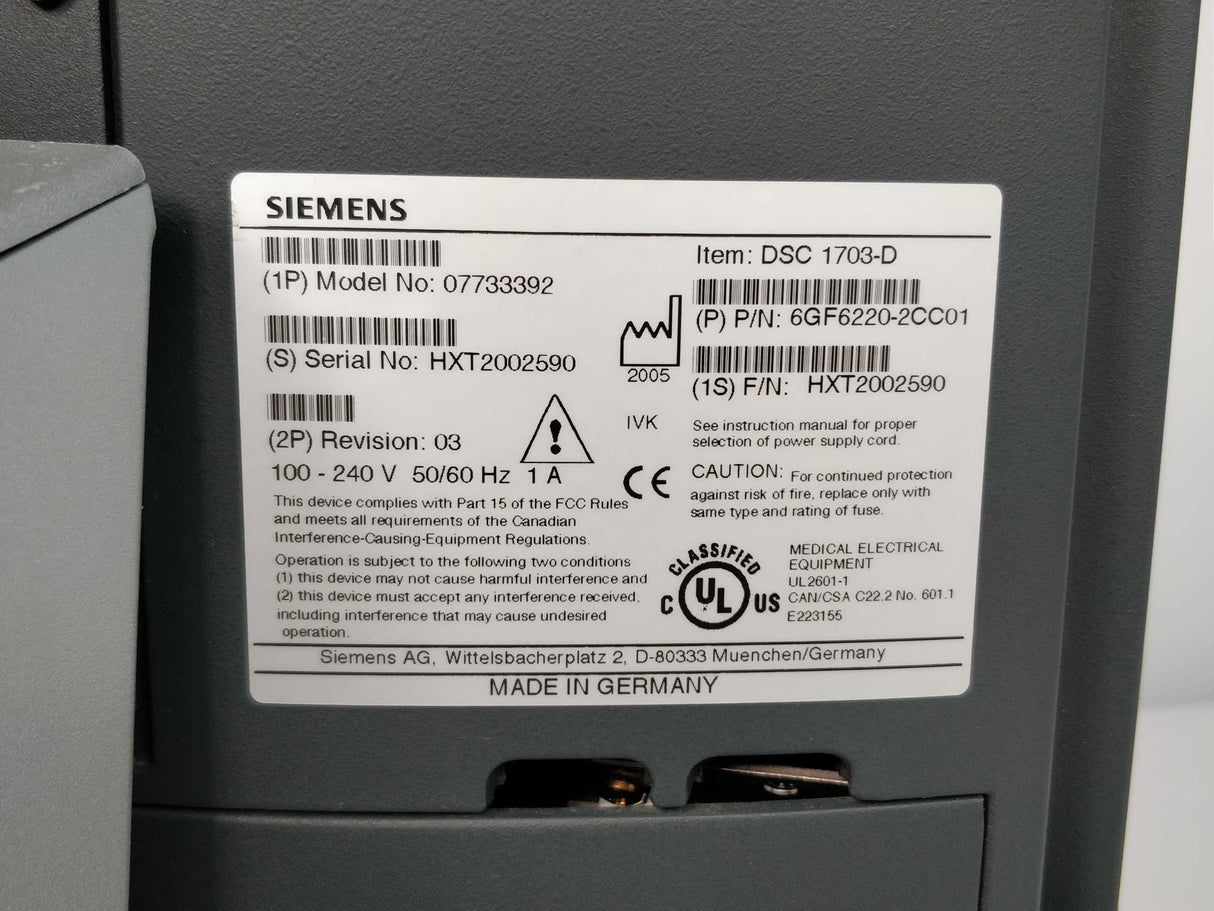 SIEMENS
(1P) Model No: 07733392
(S) Serial No: HXT2002590
(2P) Revision: 03
100 - 240 V 50/60 Hz 1 A
This device complies with Part 15 of the FCC Rules
and meets all requirements of the Canadian
Interference-Causing-Equipment Regulations.
Operation is subject to the following two conditions
(1) this device may not cause harmful interference and
(2) this device must accept any interference received,
including interference that may cause undesired
operation.
2005
IVK
CE
Item: DSC 1703-D
(P) P/N: 6GF6220-2CC01
(1S) F/N: HXT2002590
See instruction manual for proper
selection of power supply cord.
CAUTION: For continued protection
against risk of fire, replace only with
same type and rating of fuse.
CLASSIFIED
C UL US
MEDICAL ELECTRICAL
EQUIPMENT
UL2601-1
CAN/CSA C22.2 No. 601.1
E223155
Siemens AG, Wittelsbacherplatz 2, D-80333 Muenchen/Germany
MADE IN GERMANY